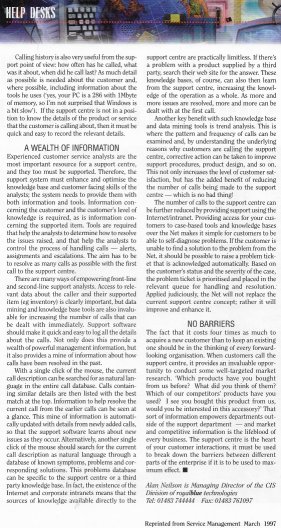 HELP DESKS
Calling history is also very useful from the sup-
port point of view: how often has he called, what
was it about, when did he call last? As much detail
as possible is needed about the customer and,
where possible, including information about the
tools he uses ('yes, your PC is a 286 with 1Mbyte
of memory, so I'm not surprised that Windows is
a bit slow'). If the support centre is not in a posi-
tion to know the details of the product or service
that the customer is calling about, then it must be
quick and easy to record the relevant details.
A WEALTH OF INFORMATION
Experienced customer service analysts are the
most important resource for a support centre,
and they too must be supported. Therefore, the
support system must enhance and optimise the
knowledge base and customer facing skills of the
analysts; the system needs to provide them with
both information and tools. Information con-
cerning the customer and the customer's level of
knowledge is required, as is information con-
cerning the supported item. Tools are required
that help the analysts to determine how to resolve
the issues raised, and that help the analysts to
control the process of handling calls — alerts,
assignments and escalations. The aim has to be
to resolve as many calls as possible with the first
call to the support centre.
There are many ways of empowering front-line
and second-line support analysts. Access to rele-
vant data about the caller and their supported
item (eg inventory) is clearly important, but data
mining and knowledge base tools are also invalu-
able for increasing the number of calls that can
be dealt with immediately. Support software
should make it quick and easy to log all the details
about the calls. Not only does this provide a
wealth of powerful management information, but
it also provides a mine of information about how
calls have been resolved in the past.
With a single click of the mouse, the current
call description can be searched for as natural lan-
guage in the entire call database. Calls contain-
ing similar details are then listed with the best
match at the top. Information to help resolve the
current call from the earlier calls can be seen at
a glance. This mine of information is automati-
cally updated with details from newly added calls,
so that the support software learns about new
issues as they occur. Alternatively, another single
click of the mouse should search for the current
call description as natural language through a
database of known symptoms, problems and cor-
responding solutions. This problems database
can be specific to the support centre or a third
party knowledge base. In fact, the existence of the
Internet and corporate intranets means that the
sources of knowledge available directly to the
support centre are practically limitless. If there's
a problem with a product supplied by a third
party, search their web site for the answer. These
knowledge bases, of course, can also then learn
from the support centre, increasing the knowl-
edge of the operation as a whole. As more and
more issues are resolved, more and more can be
dealt with at the first call.
Another key benefit with such knowledge base
and data mining tools is trend analysis. This is
where the pattern and frequency of calls can be
examined and, by understanding the underlying
reasons why customers are calling the support
centre, corrective action can be taken to improve
support procedures, product design, and so on.
This not only increases the level of customer sat-
isfaction, but has the added benefit of reducing
the number of calls being made to the support
centre — which is no bad thing!
The number of calls to the support centre can
be further reduced by providing support using the
Internet/intranet. Providing access for your cus-
tomers to case-based tools and knowledge bases
over the Net makes it simple for customers to be
able to self-diagnose problems. If the customer is
unable to find a solution to the problem from the
Net, it should be possible to raise a problem tick-
et that is acknowledged automatically. Based on
the customer's status and the severity of the case,
the problem ticket is prioritised and placed in the
relevant queue for handling and resolution.
Applied judiciously, the Net will not replace the
current support centre concept; rather it will
improve and enhance it.
NO BARRIERS
The fact that it costs four times as much to
acquire a new customer than to keep an existing
one should be in the thinking of every forward-
looking organisation. When customers call the
support centre, it provides an invaluable oppor-
tunity to conduct some well-targeted market
research. 'Which products have you bought
from us before? What did you think of them?
Which of our competitors' products have you
used? I see you bought this product from us,
would you be interested in this accessory?' That
sort of information empowers departments out-
side of the support department — and market
and competitive information is the lifeblood of
every business. The support centre is the heart
of your customer interactions, it must be used
to break down the barriers between different
parts of the enterprise if it is to be used to max-
imum effect. ■
Alan Neilson is Managing Director of the CIS
Division of royalblue technologies
Tel: 01483 744444 Fax: 01483 761097
Reprinted from Service Management March 1997